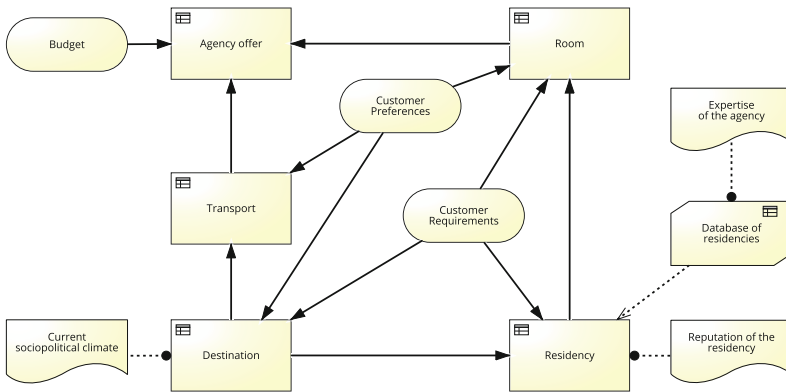 Budget
Agency offer
Room
Customer
Preferences
Expertise
of the agency
Transport
Customer
Requirements
Database of
residencies
Current
sociopolitical climate
Destination
Residency
Reputation of the
residency